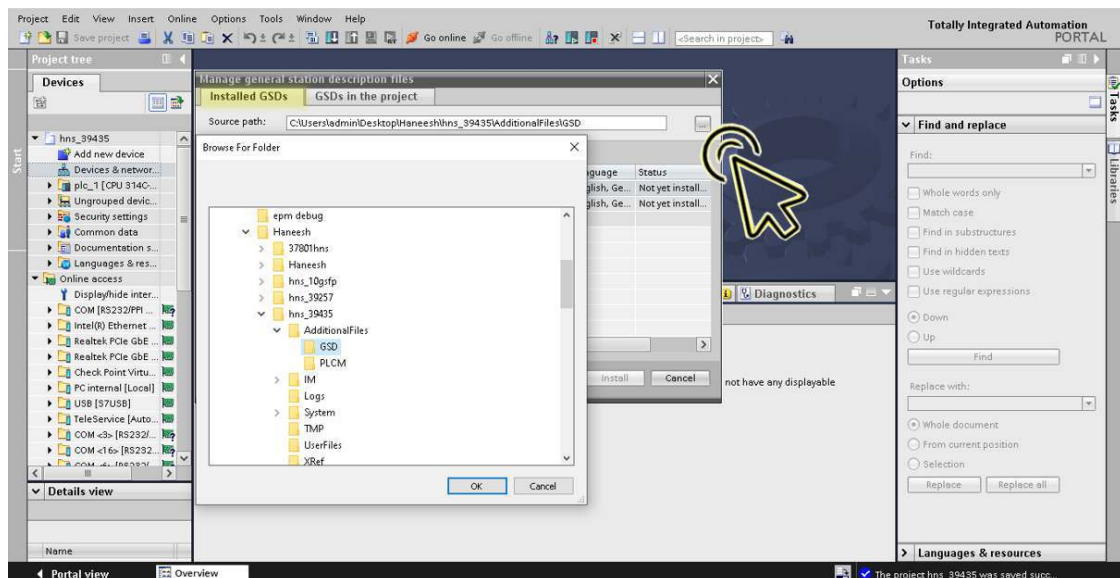 Project Edit View Insert Online Options Tools Window Help
Totally Integrated Automation
PORTAL
Save project Go online Go offline <Search in project>
Project tree
Devices
Start
hns_39435
Add new device
Devices & networ...
plc_1 [CPU 314C-...
Ungrouped devic...
Security settings
Common data
Documentation s...
Languages & res...
Online access
Display/hide inter...
COM [RS232/PPI ...
Intel(R) Ethernet ...
Realtek PCIe GbE ...
Realtek PCIe GbE ...
Check Point Virtu...
PC internal [Local]
USB [S7USB]
TeleService [Auto...
COM <3> [RS232/...
COM <16> [RS232...
Details view
Name
Manage general station description files
Installed GSDs GSDs in the project
Source path: C:\Users\admin\Desktop\Haneesh\hns_39435\AdditionalFiles\GSD
...
nguage Status
glish, Ge... Not yet install...
glish, Ge... Not yet install...
Install Cancel
Browse For Folder
epm debug
Haneesh
37801hns
Haneesh
hns_10gsfp
hns_39257
hns_39435
AdditionalFiles
GSD
PLCM
IM
Logs
System
TMP
UserFiles
XRef
OK Cancel
Diagnostics
not have any displayable
Tasks
Options
Find and replace
Find:
Whole words only
Match case
Find in substructures
Find in hidden texts
Use wildcards
Use regular expressions
Down
Up
Find
Replace with:
Whole document
From current position
Selection
Replace Replace all
Languages & resources
Tasks
Libraries
Portal view Overview
The project hns_39435 was saved succ...